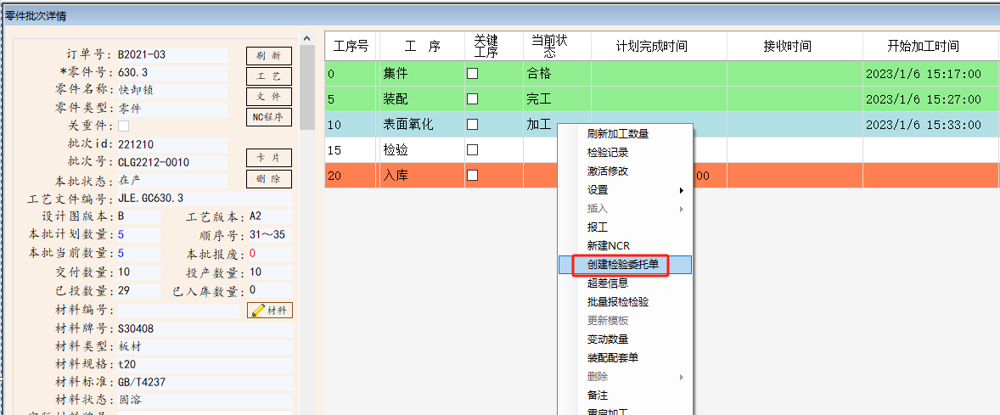 零件批次详情
订单号: B2021-03
刷 新
*零件号: 630.3
工 艺
零件名称: 快卸锁
文 件
零件类型: 零件
NC程序
关重件:
批次id: 221210
批次号: CLG2212-0010
卡 片
本批状态: 在产
删 除
工艺文件编号: JLE.GC630.3
设计图版本: B 工艺版本: A2
本批计划数量: 5 顺序号: 31~35
本批当前数量: 5 本批报废: 0
交付数量: 10 投产数量: 10
已投数量: 29 已入库数量: 0
材料编号: 材料
材料牌号: S30408
材料类型: 板材
材料规格: t20
材料标准: GB/T4237
材料状态: 固溶
工序号 工 序 关键工序 当前状态 计划完成时间 接收时间 开始加工时间
0 集件 合格 2023/1/6 15:17:00
5 装配 完工 2023/1/6 15:27:00
10 表面氧化 加工 2023/1/6 15:33:00
15 检验
20 入库 00
刷新加工数量
检验记录
激活修改
设置
插入
报工
新建NCR
创建检验委托单
超差信息
批量报检检验
更新模板
变动数量
装配配套单
删除
备注
重启加工